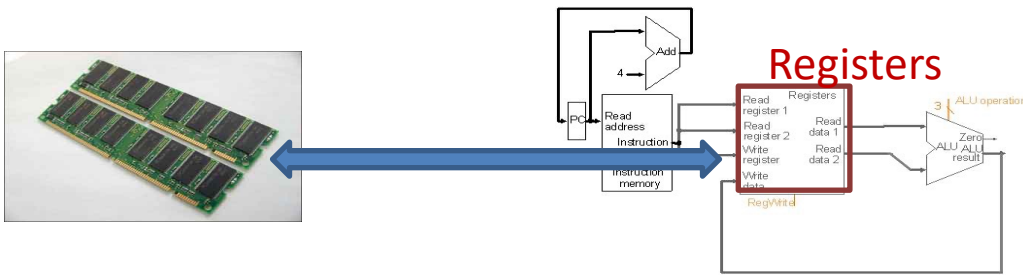 Registers
Add
4
PC
Read
address
Instruction
Instruction
memory
Read
register 1
Read
register 2
Write
register
Write
data
Registers
Read
data 1
Read
data 2
RegWrite
3
ALU operation
Zero
ALU
ALU
result